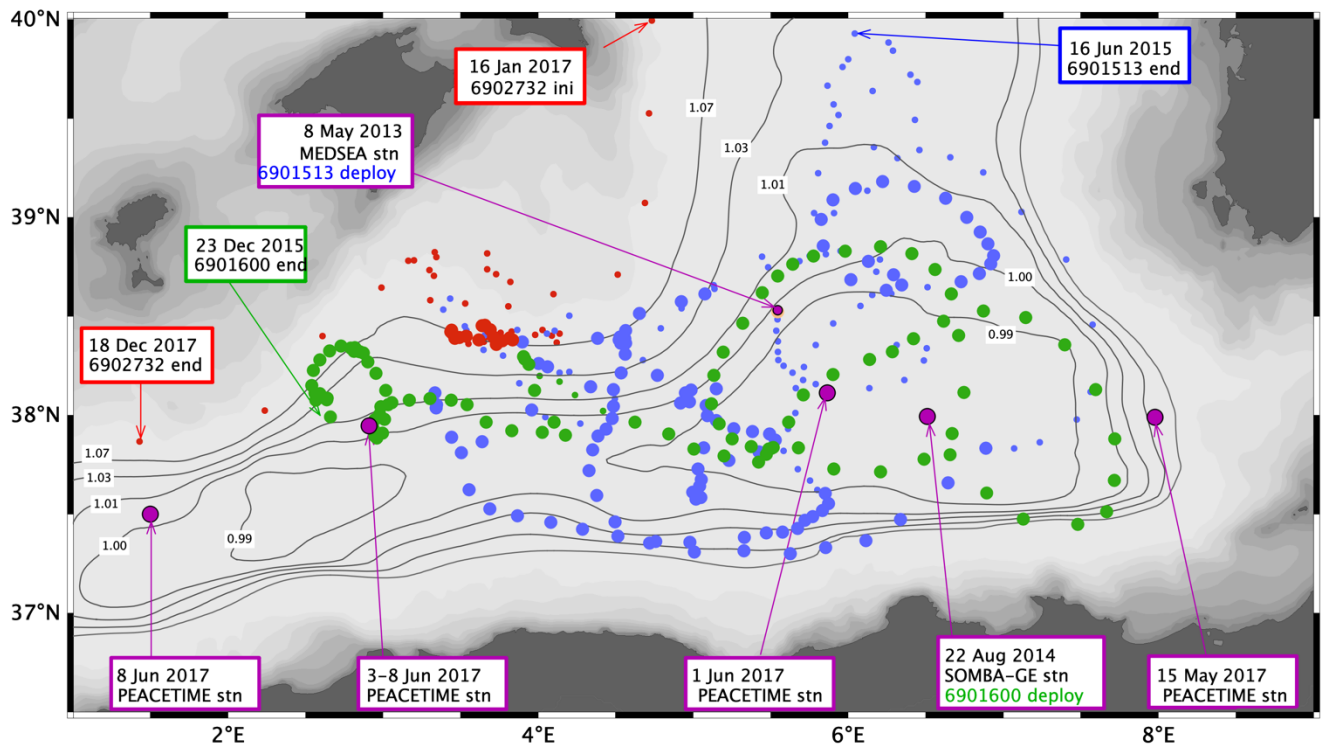 40°N
39°N
38°N
37°N
2°E
4°E
6°E
8°E
16 Jan 2017
6902732 ini
16 Jun 2015
6901513 end
8 May 2013
MEDSEA stn
6901513 deploy
23 Dec 2015
6901600 end
18 Dec 2017
6902732 end
1.07
1.03
1.01
1.00
0.99
1.07
1.03
1.01
1.00
0.99
8 Jun 2017
PEACETIME stn
3-8 Jun 2017
PEACETIME stn
1 Jun 2017
PEACETIME stn
22 Aug 2014
SOMBA-GE stn
6901600 deploy
15 May 2017
PEACETIME stn